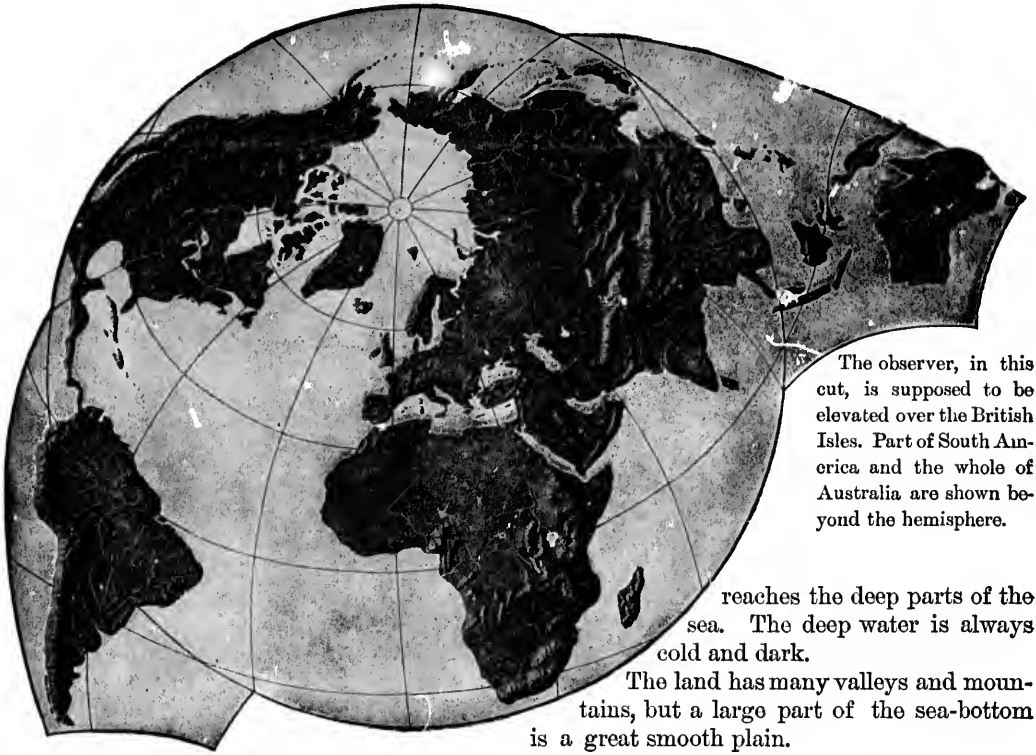 The observer, in this
cut, is supposed to be
elevated over the British
Isles. Part of South Am-
erica and the whole of
Australia are shown be-
yond the hemisphere.
reaches the deep parts of the
sea. The deep water is always
cold and dark.
The land has many valleys and moun-
tains, but a large part of the sea-bottom
is a great smooth plain.